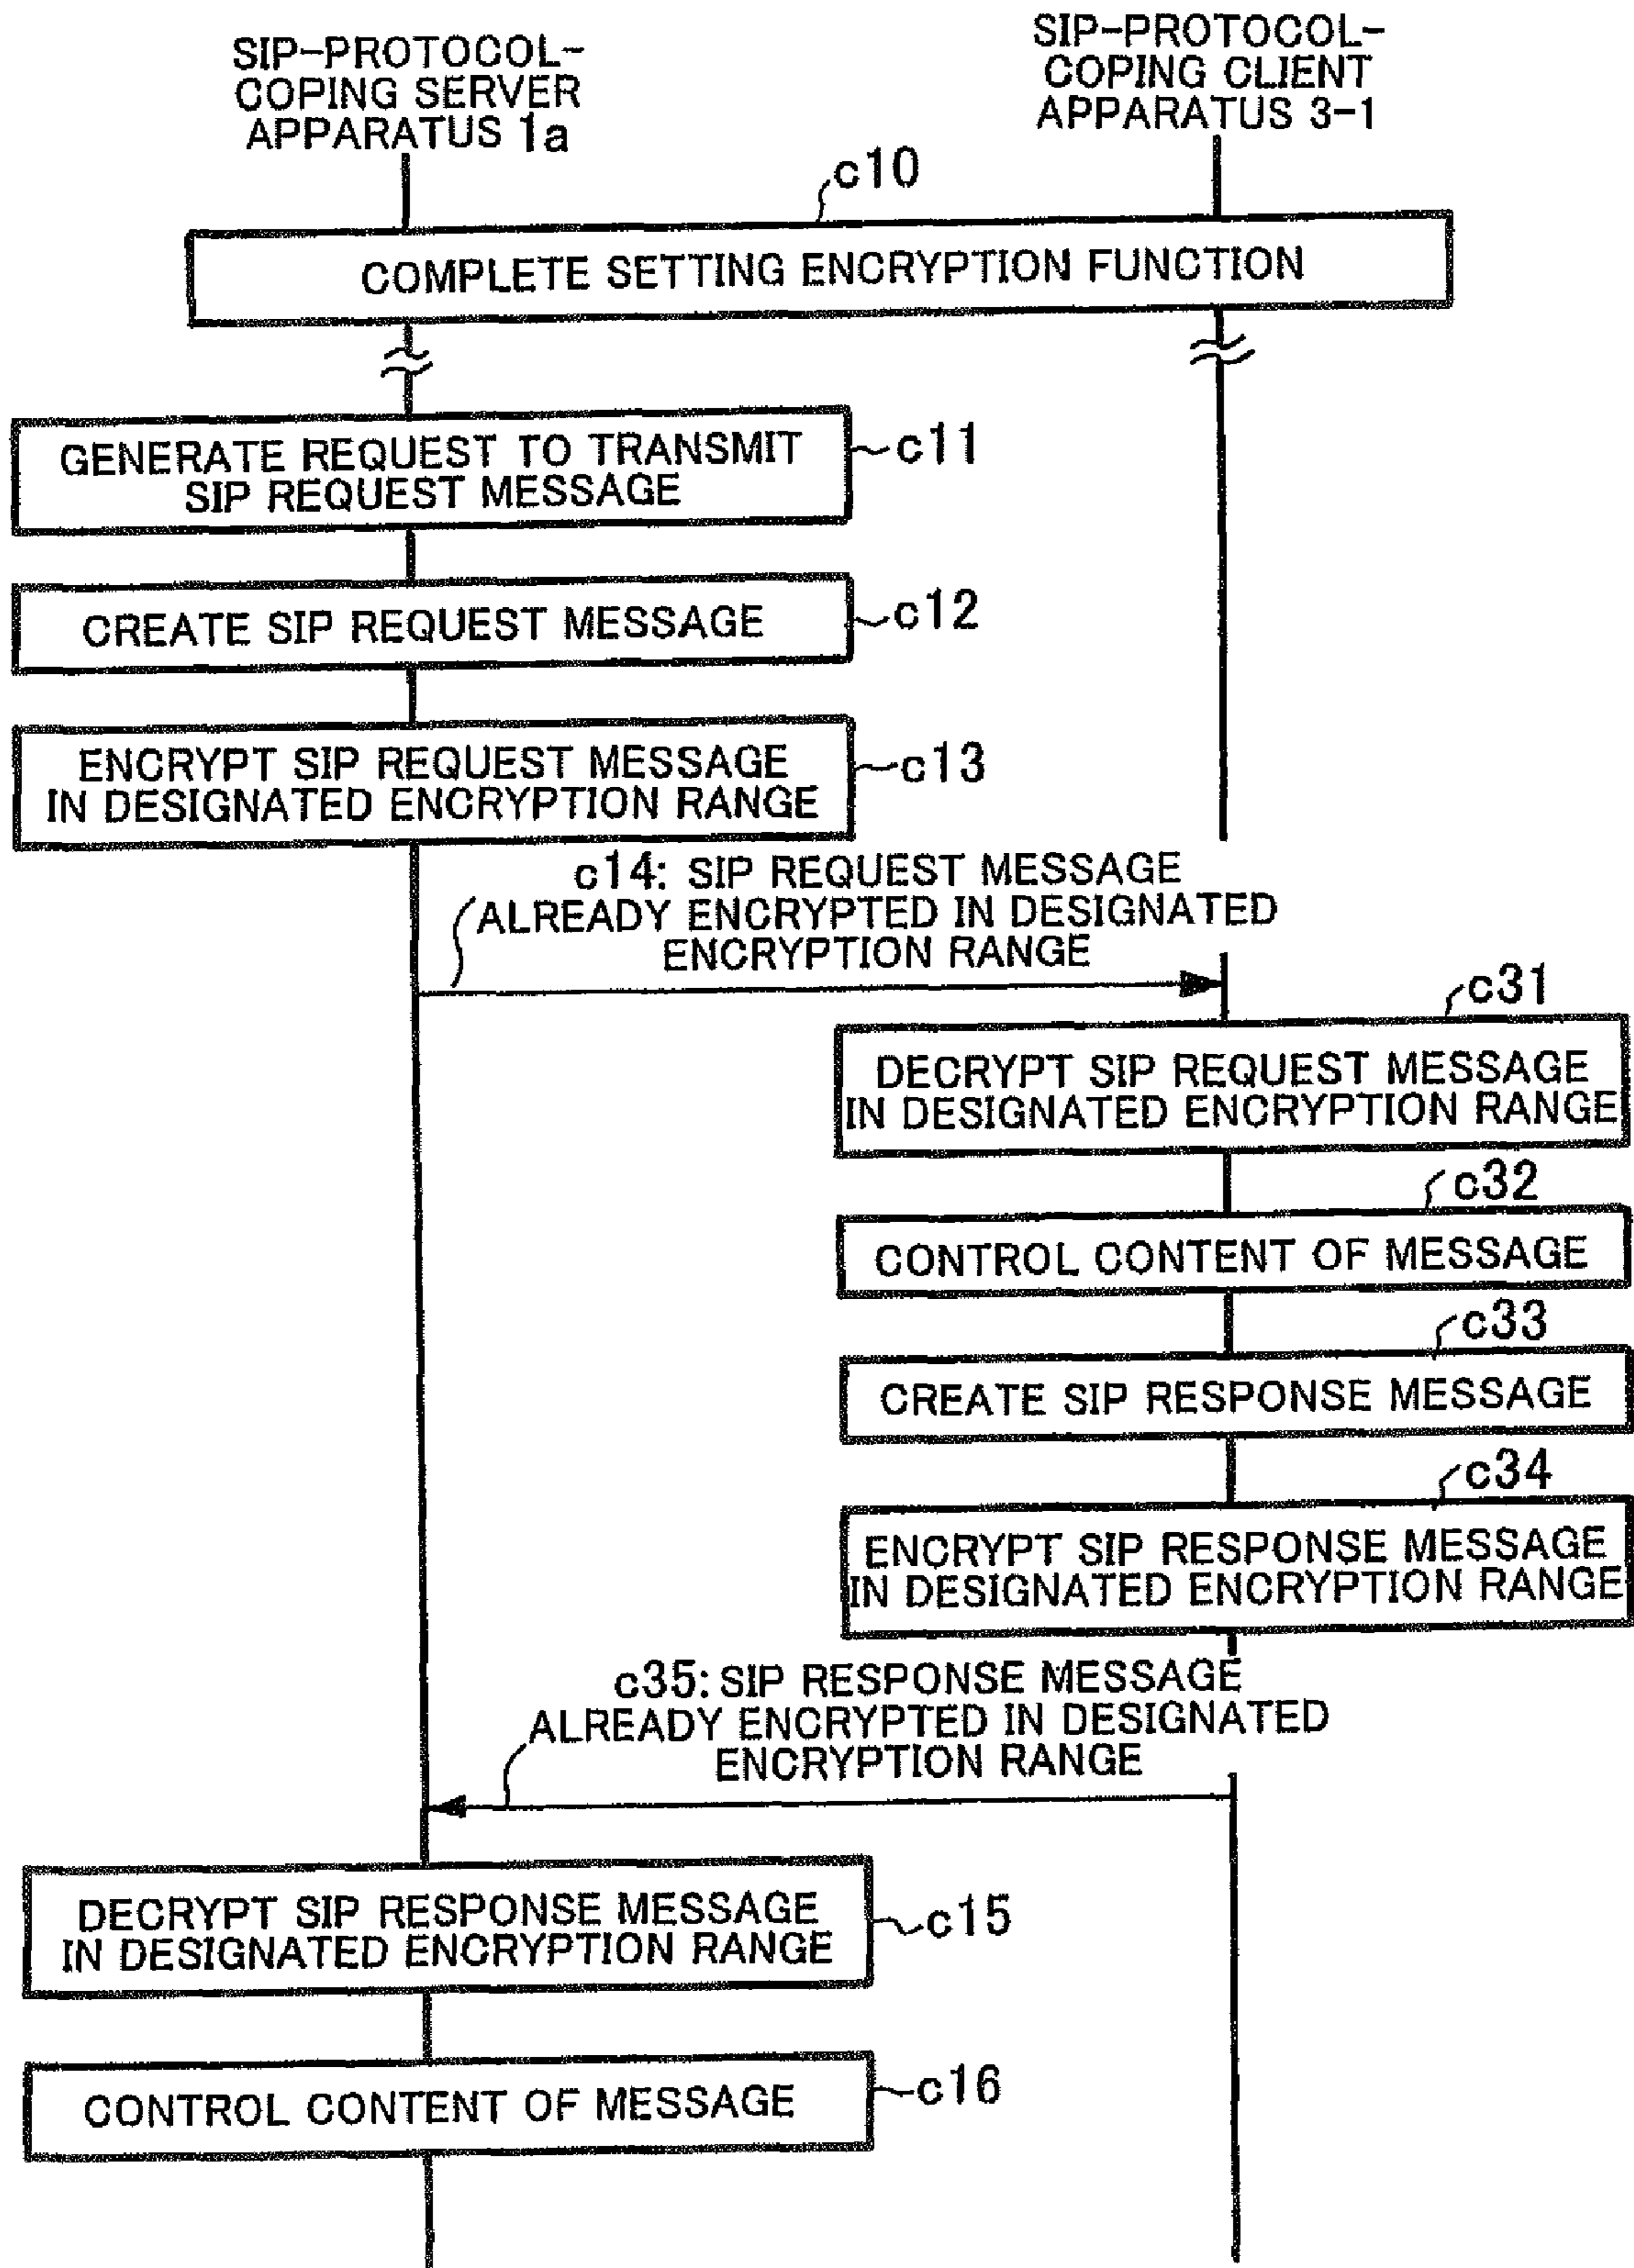 SIP-PROTOCOL-
COPING SERVER
APPARATUS 1a
SIP-PROTOCOL-
COPING CLIENT
APPARATUS 3-1
c10
COMPLETE SETTING ENCRYPTION FUNCTION
GENERATE REQUEST TO TRANSMIT
SIP REQUEST MESSAGE
c11
CREATE SIP REQUEST MESSAGE
c12
ENCRYPT SIP REQUEST MESSAGE
IN DESIGNATED ENCRYPTION RANGE
c13
c14: SIP REQUEST MESSAGE
ALREADY ENCRYPTED IN DESIGNATED
ENCRYPTION RANGE
c31
DECRYPT SIP REQUEST MESSAGE
IN DESIGNATED ENCRYPTION RANGE
c32
CONTROL CONTENT OF MESSAGE
c33
CREATE SIP RESPONSE MESSAGE
c34
ENCRYPT SIP RESPONSE MESSAGE
IN DESIGNATED ENCRYPTION RANGE
c35: SIP RESPONSE MESSAGE
ALREADY ENCRYPTED IN DESIGNATED
ENCRYPTION RANGE
DECRYPT SIP RESPONSE MESSAGE
IN DESIGNATED ENCRYPTION RANGE
c15
CONTROL CONTENT OF MESSAGE
c16